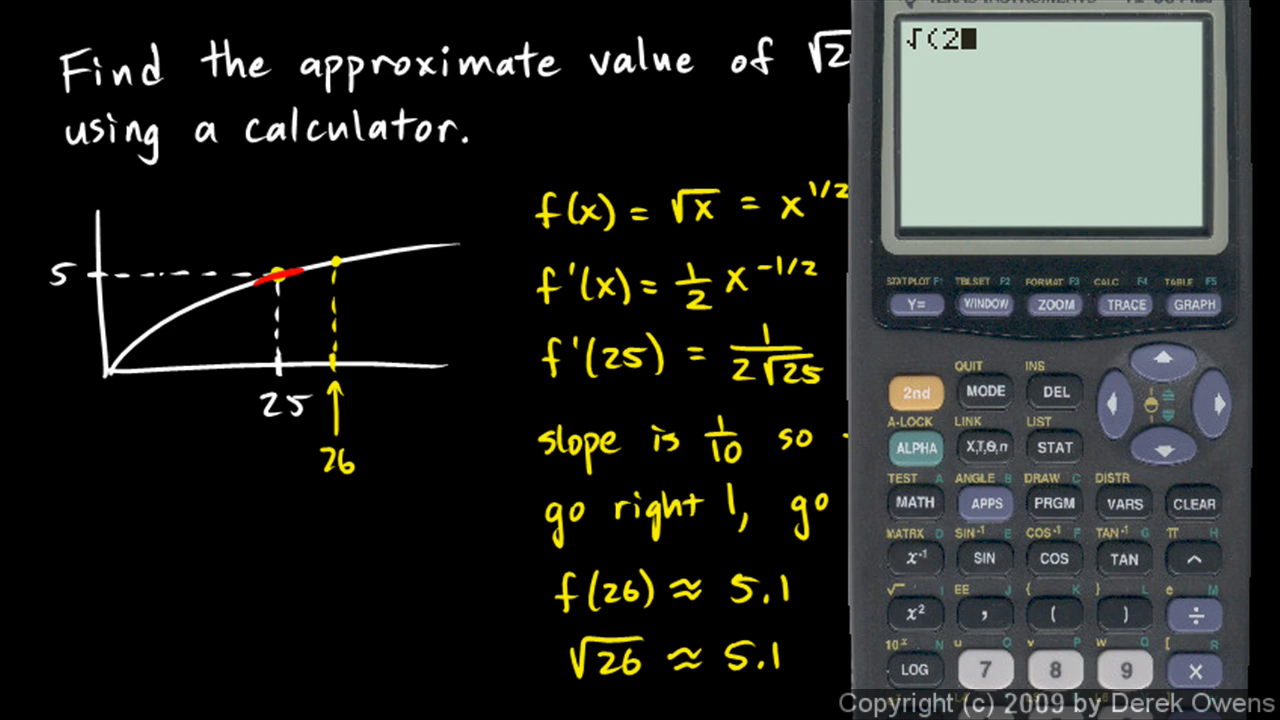 Find the approximate value of √2
using a calculator.
5
25
26
f(x) = √x = x^1/2
f'(x) = 1/2 x^-1/2
f'(25) = 1/2√25
slope is 1/10 so
go right 1, go
f(26) ≈ 5.1
√26 ≈ 5.1
√(2
STAT PLOT F1 TBLSET F2 FORMAT F3 CALC F4 TABLE F5
Y= WINDOW ZOOM TRACE GRAPH
QUIT INS
2nd MODE DEL
A-LOCK LINK LIST
ALPHA X,T,θ,n STAT
TEST A ANGLE B DRAW C DISTR
MATH APPS PRGM VARS CLEAR
MATRX D SIN⁻¹ E COS⁻¹ F TAN⁻¹ G π H
x⁻¹ SIN COS TAN ^
√ I EE J { K } L e M
x² , ( ) ÷
10ˣ N u O v P w Q [ R
LOG 7 8 9 ×
Copyright (c) 2009 by Derek Owens